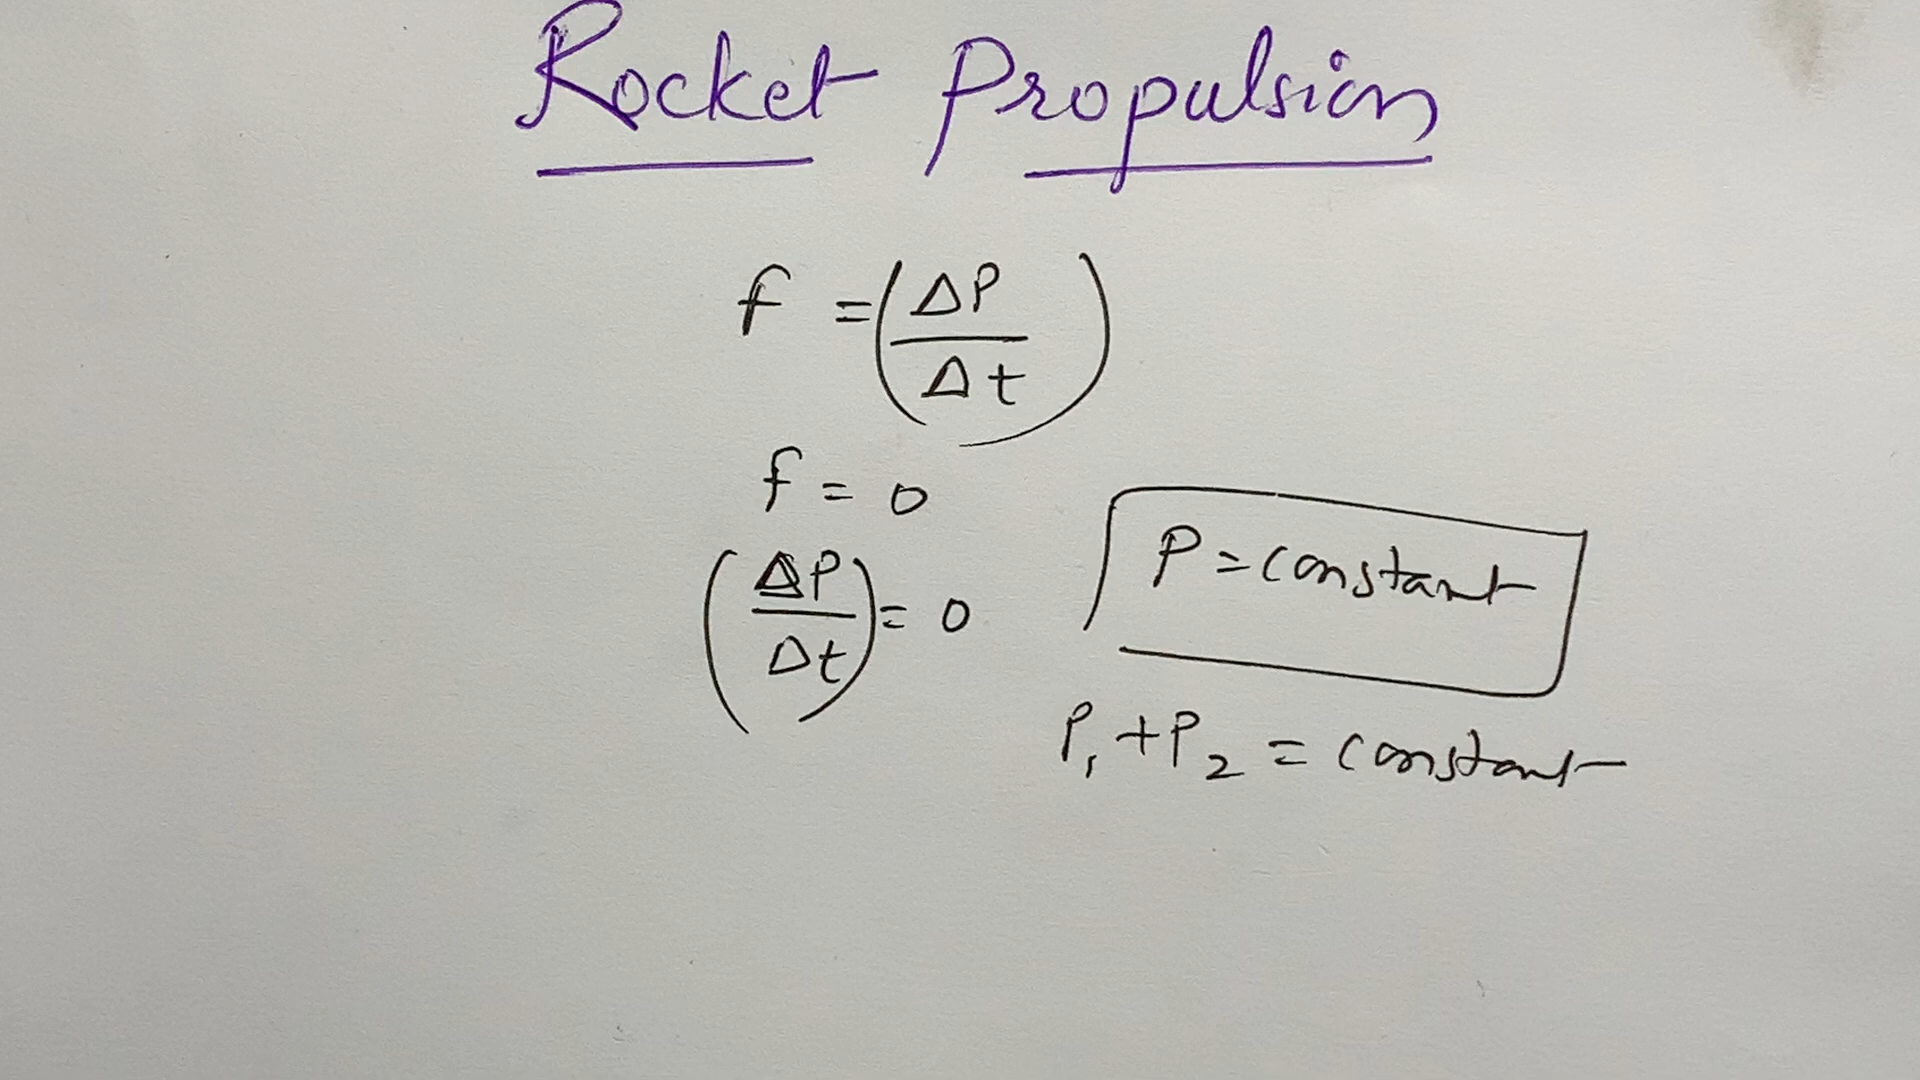 Rocket Propulsion
f = (ΔP / Δt)
f = 0
(ΔP / Δt) = 0
P = constant
P₁ + P₂ = constant